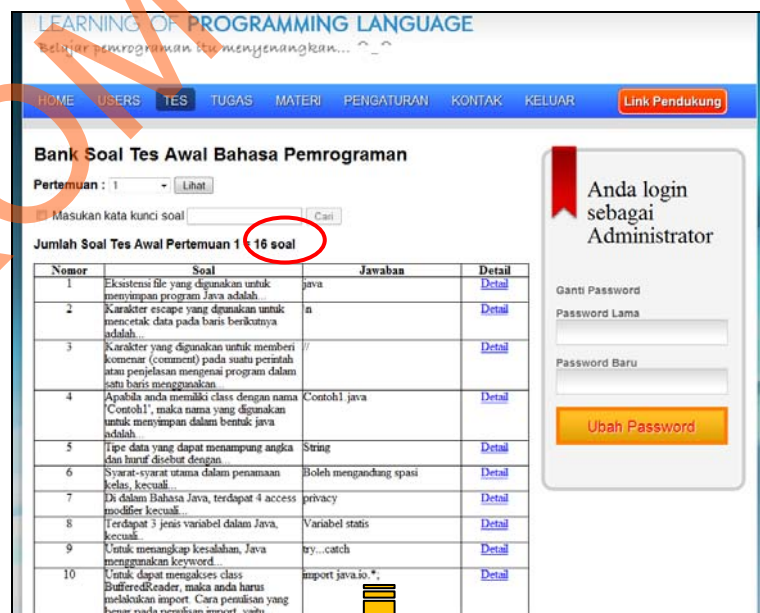 LEARNING OF PROGRAMMING LANGUAGE
Belajar pemrograman itu menyenangkan... ^_^
HOME USERS TES TUGAS MATERI PENGATURAN KONTAK KELUAR Link Pendukung
Bank Soal Tes Awal Bahasa Pemrograman
Pertemuan : 1 Lihat
Masukan kata kunci soal Cari
Jumlah Soal Tes Awal Pertemuan 1 = 16 soal
Nomor Soal Jawaban Detail
1 Eksistensi file yang digunakan untuk java Detail
menyimpan program Java adalah...
2 Karakter escape yang digunakan untuk \n Detail
mencetak data pada baris berikutnya
adalah...
3 Karakter yang digunakan untuk memberi // Detail
komenar (comment) pada suatu perintah
atau penjelasan mengenai program dalam
satu baris menggunakan...
4 Apabila anda memiliki class dengan nama Contoh1.java Detail
'Contoh1', maka nama yang digunakan
untuk menyimpan dalam bentuk java
adalah...
5 Tipe data yang dapat menampung angka String Detail
dan huruf disebut dengan...
6 Syarat-syarat utama dalam penamaan Boleh mengandung spasi Detail
kelas, kecuali...
7 Di dalam Bahasa Java, terdapat 4 access privacy Detail
modifier kecuali...
8 Terdapat 3 jenis variabel dalam Java, Variabel statis Detail
kecuali...
9 Untuk menangkap kesalahan, Java try...catch Detail
menggunakan keyword...
10 Untuk dapat mengakses class import java.io.*; Detail
BufferedReader, maka anda harus
melakukan import. Cara penulisan yang
benar pada penulisan import, yaitu
Anda login
sebagai
Administrator
Ganti Password
Password Lama
Password Baru
Ubah Password